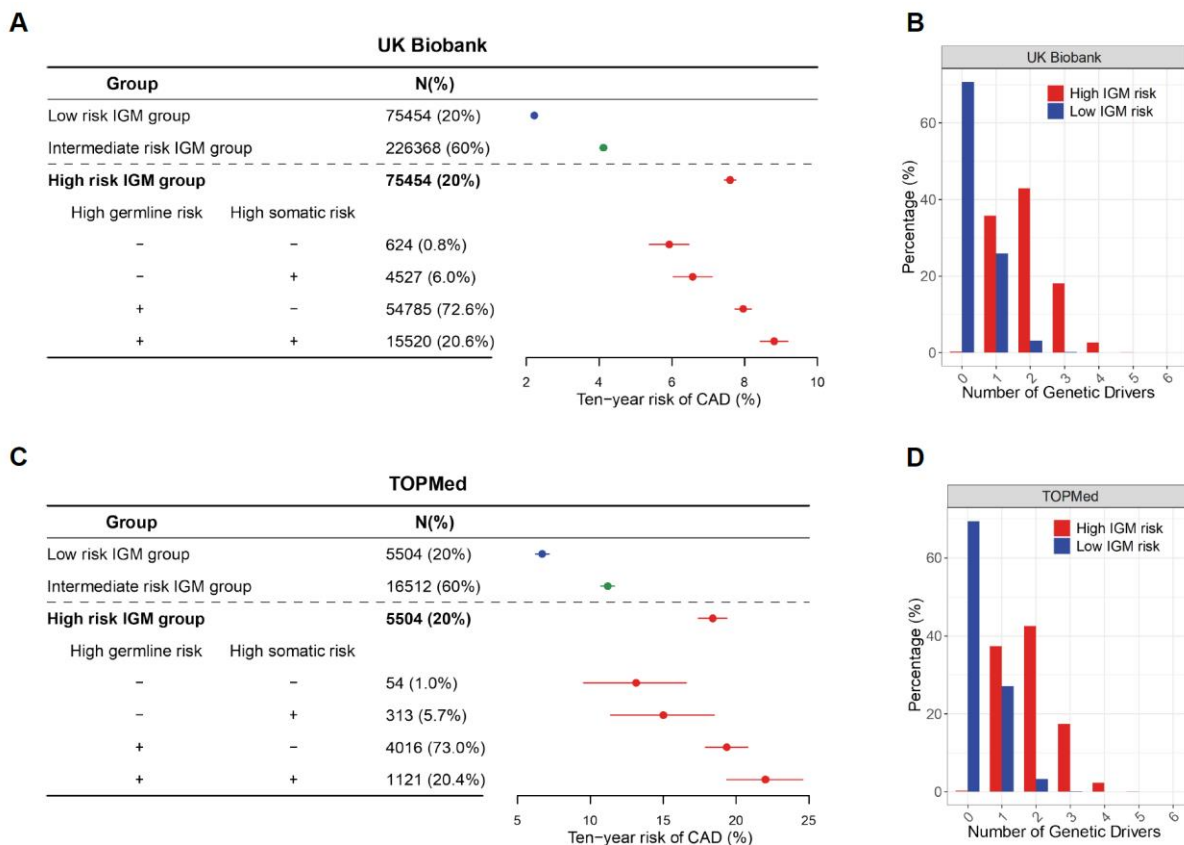 A
UK Biobank
Group N(%)
Low risk IGM group 75454 (20%)
Intermediate risk IGM group 226368 (60%)
High risk IGM group 75454 (20%)
High germline risk High somatic risk
− − 624 (0.8%)
− + 4527 (6.0%)
+ − 54785 (72.6%)
+ + 15520 (20.6%)
2 4 6 8 10
Ten−year risk of CAD (%)
B
UK Biobank
High IGM risk
Low IGM risk
Percentage (%)
60
40
20
0
0 1 2 3 4 5 6
Number of Genetic Drivers
C
TOPMed
Group N(%)
Low risk IGM group 5504 (20%)
Intermediate risk IGM group 16512 (60%)
High risk IGM group 5504 (20%)
High germline risk High somatic risk
− − 54 (1.0%)
− + 313 (5.7%)
+ − 4016 (73.0%)
+ + 1121 (20.4%)
5 10 15 20 25
Ten−year risk of CAD (%)
D
TOPMed
High IGM risk
Low IGM risk
Percentage (%)
60
40
20
0
0 1 2 3 4 5 6
Number of Genetic Drivers